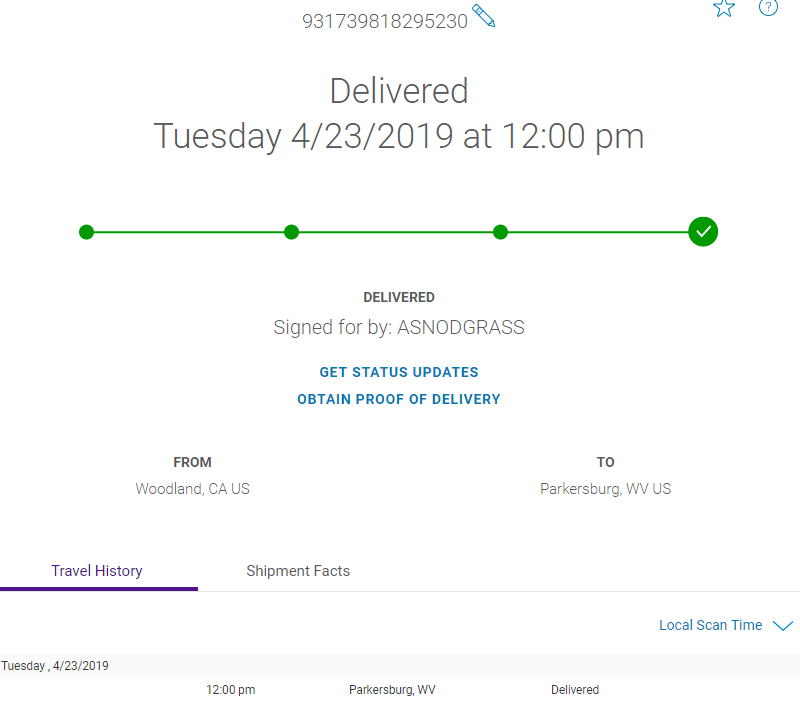 931739818295230
?
Delivered
Tuesday 4/23/2019 at 12:00 pm
DELIVERED
Signed for by: ASNODGRASS
GET STATUS UPDATES
OBTAIN PROOF OF DELIVERY
FROM TO
Woodland, CA US Parkersburg, WV US
Travel History Shipment Facts
Local Scan Time
Tuesday , 4/23/2019
12:00 pm Parkersburg, WV Delivered